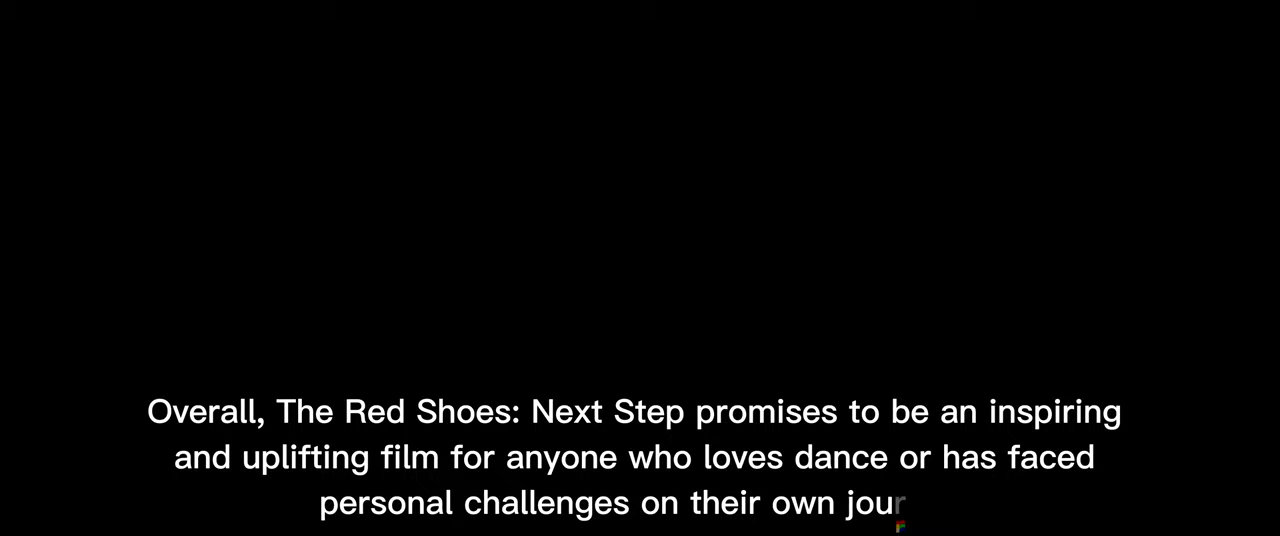 Overall, The Red Shoes: Next Step promises to be an inspiring
and uplifting film for anyone who loves dance or has faced
personal challenges on their own jour